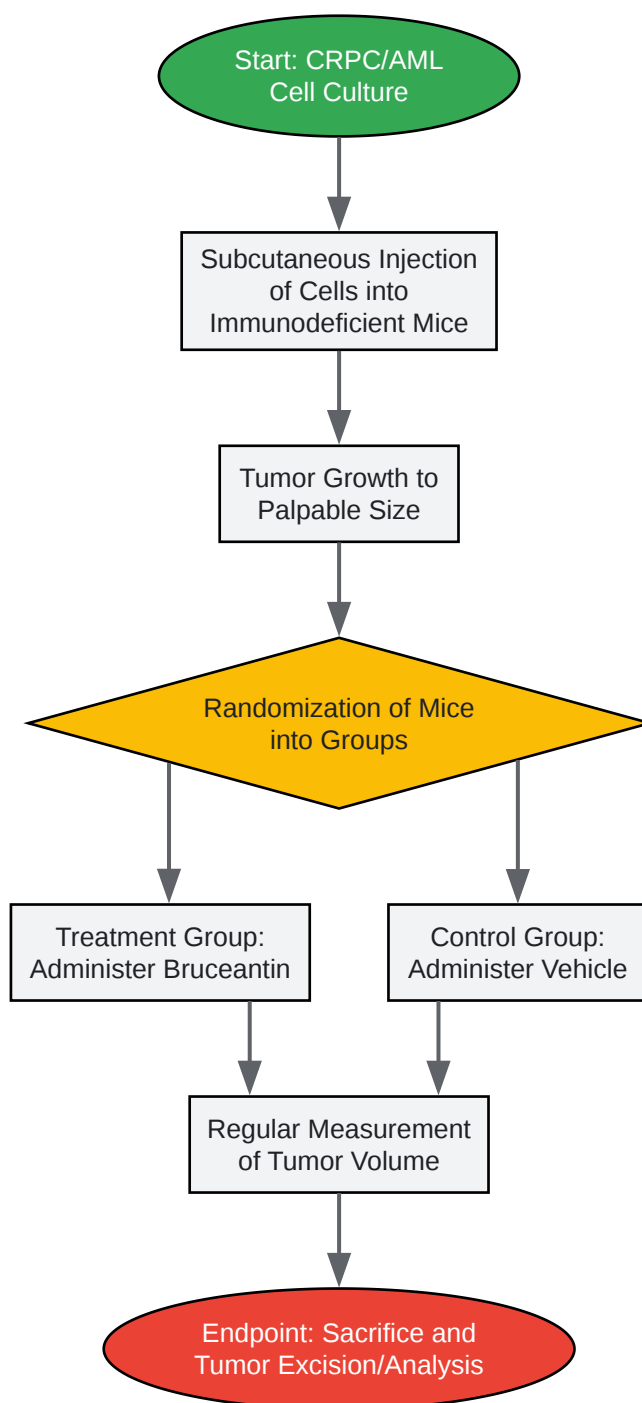 Start: CRPC/AML
Cell Culture
Subcutaneous Injection
of Cells into
Immunodeficient Mice
Tumor Growth to
Palpable Size
Randomization of Mice
into Groups
Treatment Group:
Administer Bruceantin
Control Group:
Administer Vehicle
Regular Measurement
of Tumor Volume
Endpoint: Sacrifice and
Tumor Excision/Analysis